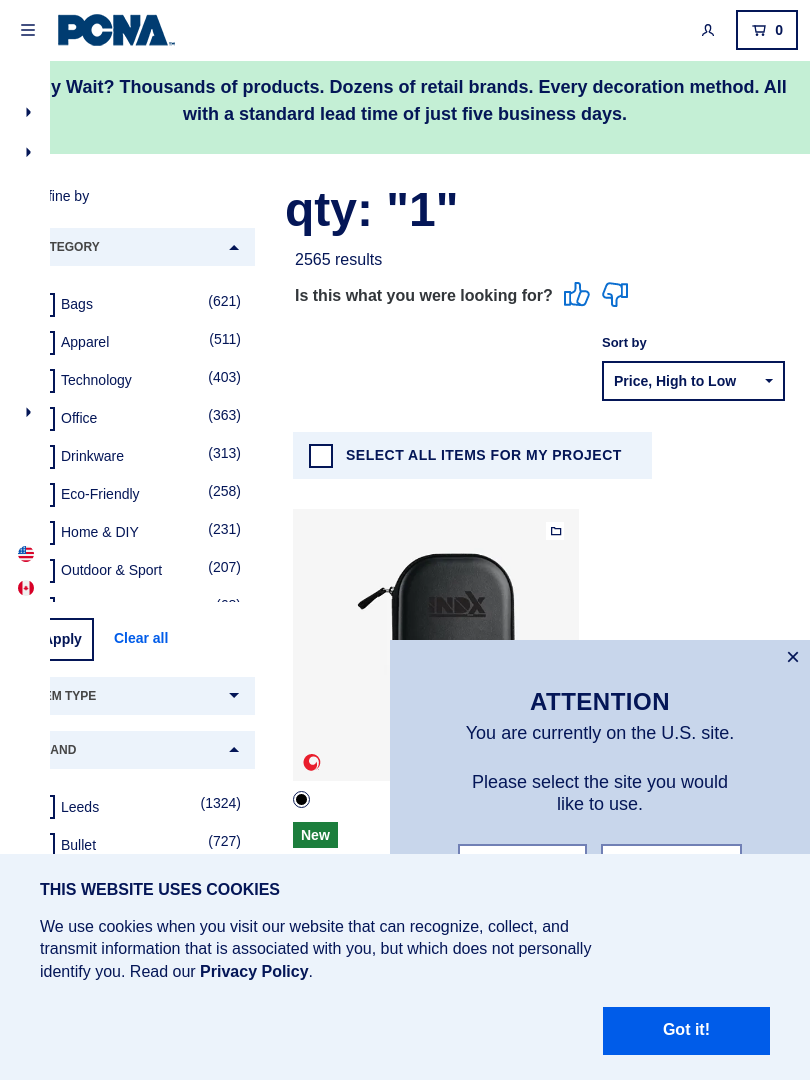 PCNA
0
y Wait? Thousands of products. Dozens of retail brands. Every decoration method. All
with a standard lead time of just five business days.
fine by
qty: "1"
TEGORY
2565 results
Is this what you were looking for?
Bags (621)
Apparel (511)
Technology (403)
Office (363)
Drinkware (313)
Eco-Friendly (258)
Home & DIY (231)
Outdoor & Sport (207)
Sort by
Price, High to Low
SELECT ALL ITEMS FOR MY PROJECT
INDX
Apply Clear all
EM TYPE
AND
Leeds (1324)
Bullet (727)
New
×
ATTENTION
You are currently on the U.S. site.
Please select the site you would
like to use.
THIS WEBSITE USES COOKIES
We use cookies when you visit our website that can recognize, collect, and
transmit information that is associated with you, but which does not personally
identify you. Read our Privacy Policy.
Got it!